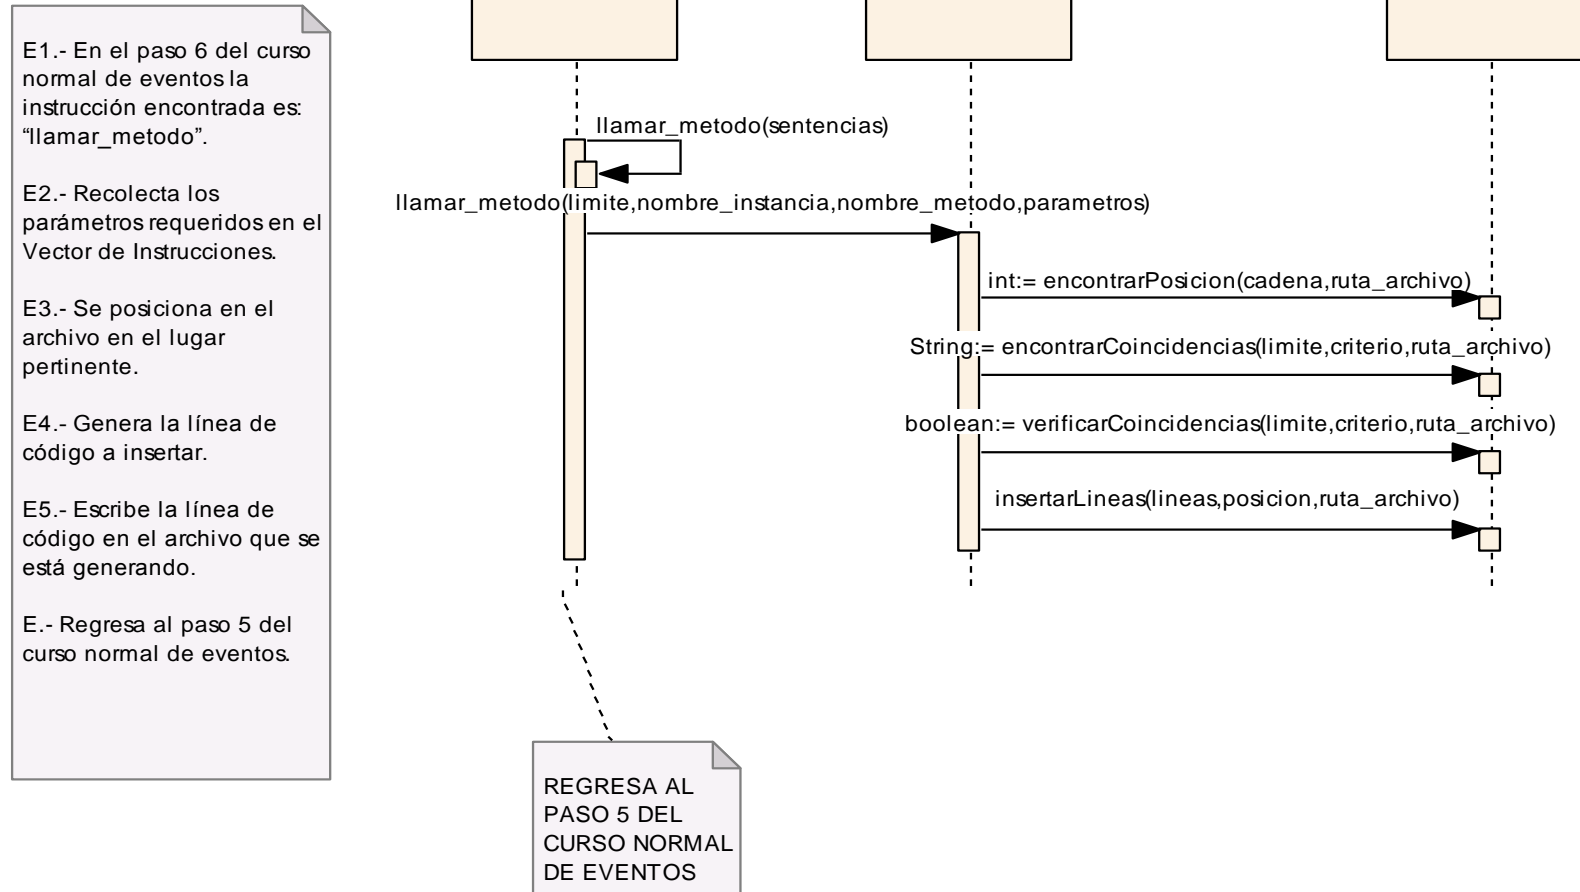 E1.- En el paso 6 del curso
normal de eventos la
instrucción encontrada es:
“llamar_metodo”.
E2.- Recolecta los
parámetros requeridos en el
Vector de Instrucciones.
E3.- Se posiciona en el
archivo en el lugar
pertinente.
E4.- Genera la línea de
código a insertar.
E5.- Escribe la línea de
código en el archivo que se
está generando.
E.- Regresa al paso 5 del
curso normal de eventos.
llamar_metodo(sentencias)
llamar_metodo(limite,nombre_instancia,nombre_metodo,parametros)
int:= encontrarPosicion(cadena,ruta_archivo)
String:= encontrarCoincidencias(limite,criterio,ruta_archivo)
boolean:= verificarCoincidencias(limite,criterio,ruta_archivo)
insertarLineas(lineas,posicion,ruta_archivo)
REGRESA AL
PASO 5 DEL
CURSO NORMAL
DE EVENTOS